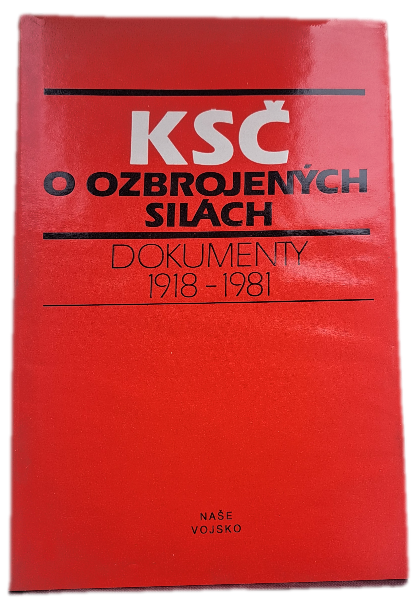 KSČ
O OZBROJENÝCH
SILÁCH
DOKUMENTY
1918-1981
NAŠE
VOJSKO